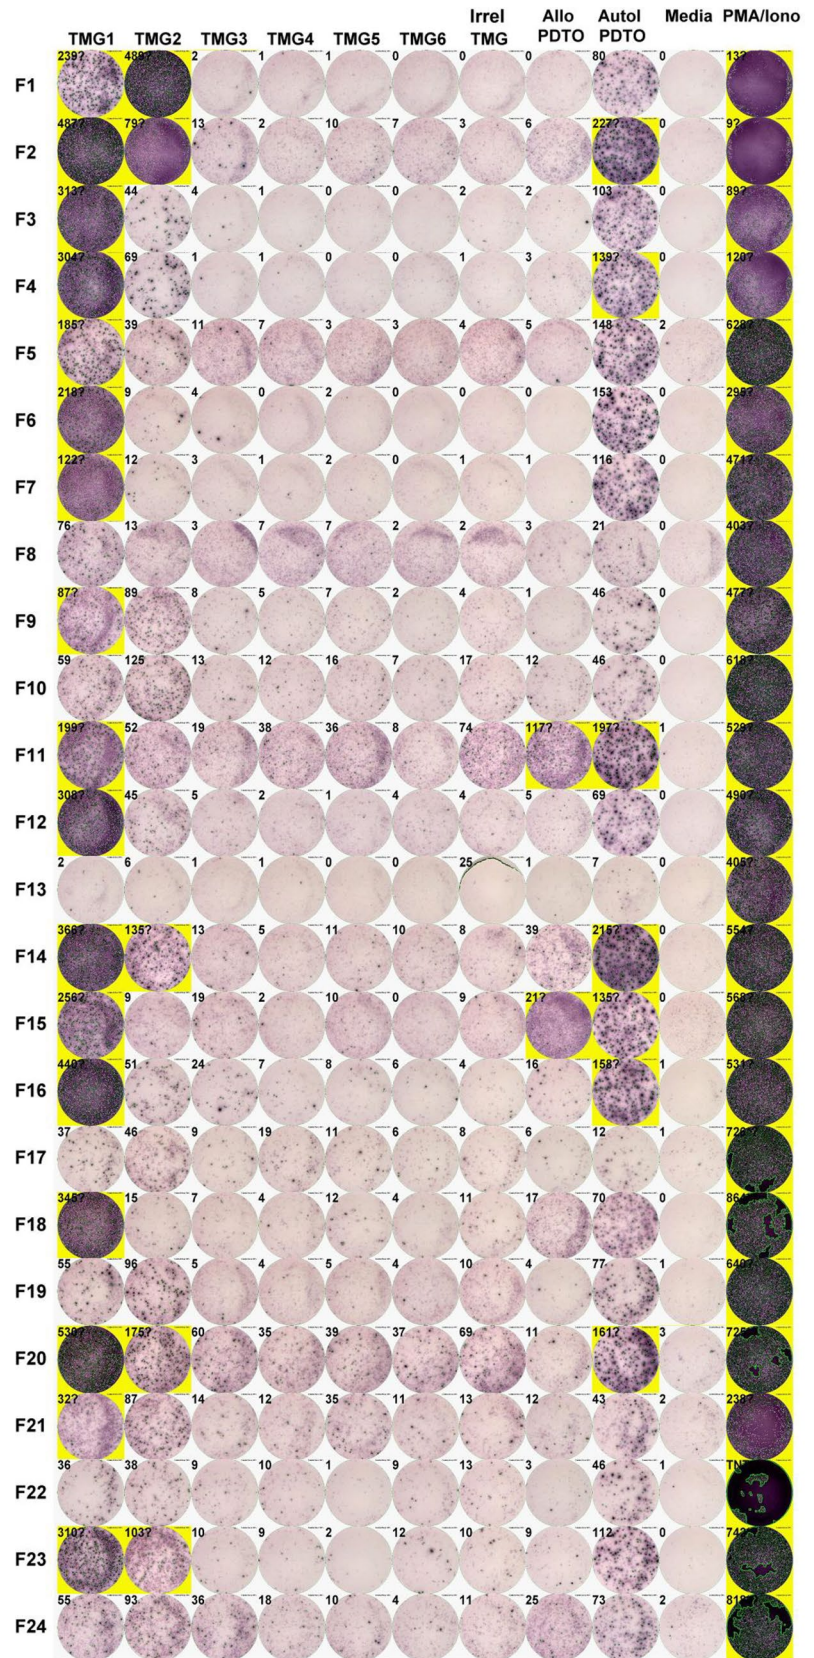 TMG1 TMG2 TMG3 TMG4 TMG5 TMG6 Irrel TMG Allo PDTO Autol PDTO Media PMA/Iono
F1 239? 489? 2 1 1 0 0 0 80 0 13?
F2 487? 79? 13 2 10 7 3 6 227? 0 9?
F3 313? 44 4 1 0 0 2 2 103 0 89?
F4 304? 69 1 1 0 0 1 3 139? 0 120?
F5 185? 39 11 7 3 3 4 5 148 2 628?
F6 218? 9 4 0 2 0 0 0 153 0 298?
F7 122? 12 3 1 2 0 1 1 116 0 471?
F8 76 13 3 7 7 2 2 3 21 0 403?
F9 87? 89 8 5 7 2 4 1 46 0 477?
F10 59 125 13 12 16 7 17 12 46 0 618?
F11 199? 52 19 38 36 8 74 117? 197? 1 529?
F12 308? 45 5 2 1 4 4 5 69 0 490?
F13 2 6 1 1 0 0 25 1 7 0 405?
F14 366? 135? 13 5 11 10 8 39 215? 0 554?
F15 256? 9 19 2 10 0 9 21? 135? 0 568?
F16 440? 51 24 7 8 6 4 16 158? 1 531?
F17 37 46 9 19 11 6 8 6 12 1
F18 345? 15 7 4 12 4 11 17 70 0
F19 55 96 5 4 5 4 10 4 77 1 640?
F20 530? 175? 60 35 39 37 69 11 161? 3
F21 32? 87 14 12 35 11 13 12 43 2 238?
F22 36 38 9 10 1 9 13 3 46 1
F23 310? 103? 10 9 2 12 10 9 112 0
F24 55 93 36 18 10 4 11 25 73 2